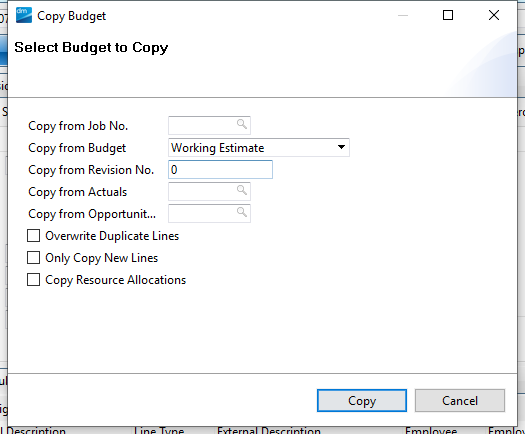 07
dm Copy Budget
Select Budget to Copy
Copy from Job No.
Copy from Budget Working Estimate
Copy from Revision No. 0
Copy from Actuals
Copy from Opportunit...
Overwrite Duplicate Lines
Only Copy New Lines
Copy Resource Allocations
Copy Cancel
l Description Line Type External Description Employee Employ